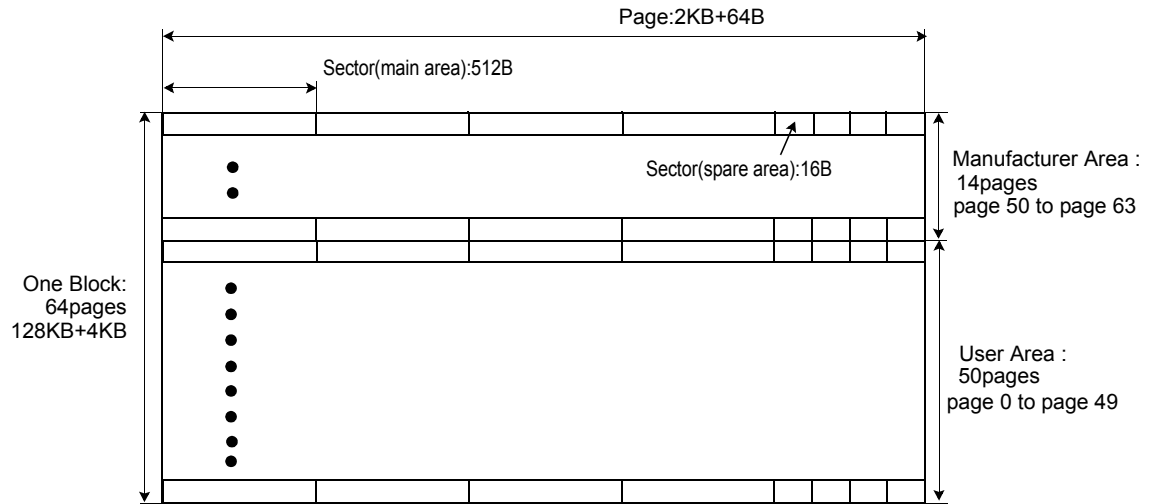 Page:2KB+64B
Sector(main area):512B
Sector(spare area):16B
Manufacturer Area :
14pages
page 50 to page 63
One Block:
64pages
128KB+4KB
User Area :
50pages
page 0 to page 49